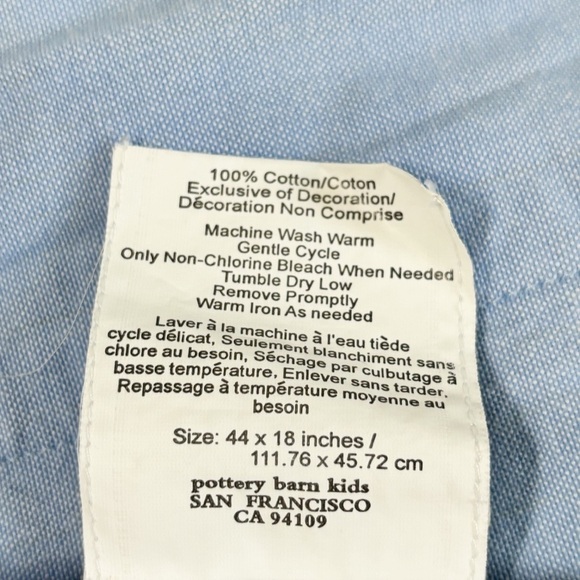 100% Cotton/Coton
Exclusive of Decoration/
Décoration Non Comprise
Machine Wash Warm
Gentle Cycle
Only Non-Chlorine Bleach When Needed
Tumble Dry Low
Remove Promptly
Warm Iron As needed
Laver à la machine à l'eau tiède
cycle délicat, Seulement blanchiment sans
chlore au besoin, Séchage par culbutage à
basse température, Enlever sans tarder,
Repassage à température moyenne au
besoin
Size: 44 x 18 inches /
111.76 x 45.72 cm
pottery barn kids
SAN FRANCISCO
CA 94109